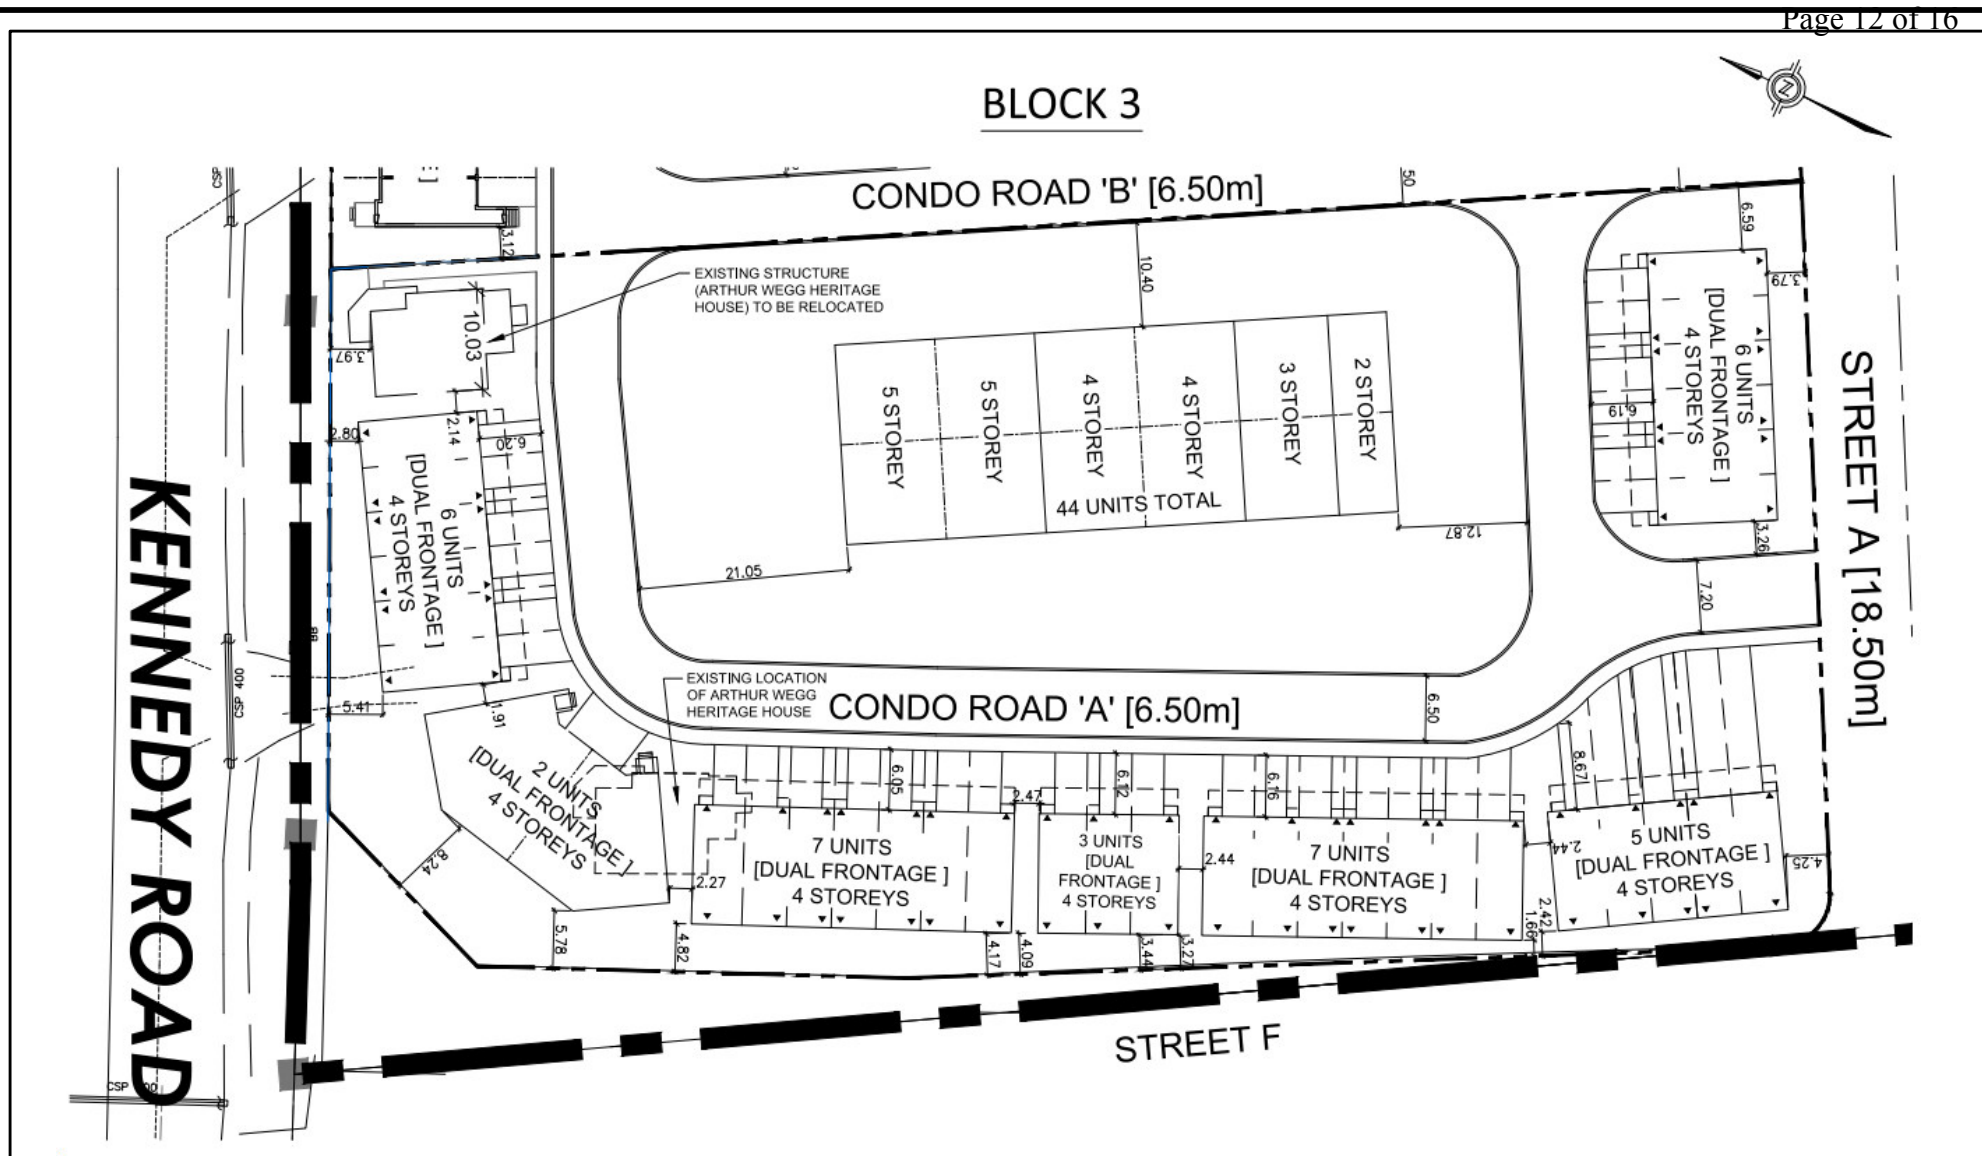 Page 12 of 16
BLOCK 3
N
CONDO ROAD 'B' [6.50m]
50
CSP
3.12
6.59
3.79
10.40
EXISTING STRUCTURE
(ARTHUR WEGG HERITAGE
HOUSE) TO BE RELOCATED
10.03
3.97
2.80
2.14
6.20
6 UNITS
[DUAL FRONTAGE ]
4 STOREYS
5 STOREY
5 STOREY
4 STOREY
4 STOREY
3 STOREY
2 STOREY
44 UNITS TOTAL
21.05
12.87
6 UNITS
[DUAL FRONTAGE ]
4 STOREYS
6.19
3.26
7.20
STREET A [18.50m]
KENNEDY ROAD
CSP 400
88
5.41
1.91
EXISTING LOCATION
OF ARTHUR WEGG
HERITAGE HOUSE
CONDO ROAD 'A' [6.50m]
6.50
2 UNITS
[DUAL FRONTAGE ]
4 STOREYS
8.24
5.78
2.27
6.05
7 UNITS
[DUAL FRONTAGE ]
4 STOREYS
4.82
4.17
2.47
6.12
3 UNITS
[DUAL
FRONTAGE ]
4 STOREYS
4.09
3.44
3.27
2.44
6.16
7 UNITS
[DUAL FRONTAGE ]
4 STOREYS
1.66
2.42
2.44
8.67
5 UNITS
[DUAL FRONTAGE ]
4 STOREYS
4.25
STREET F
CSP